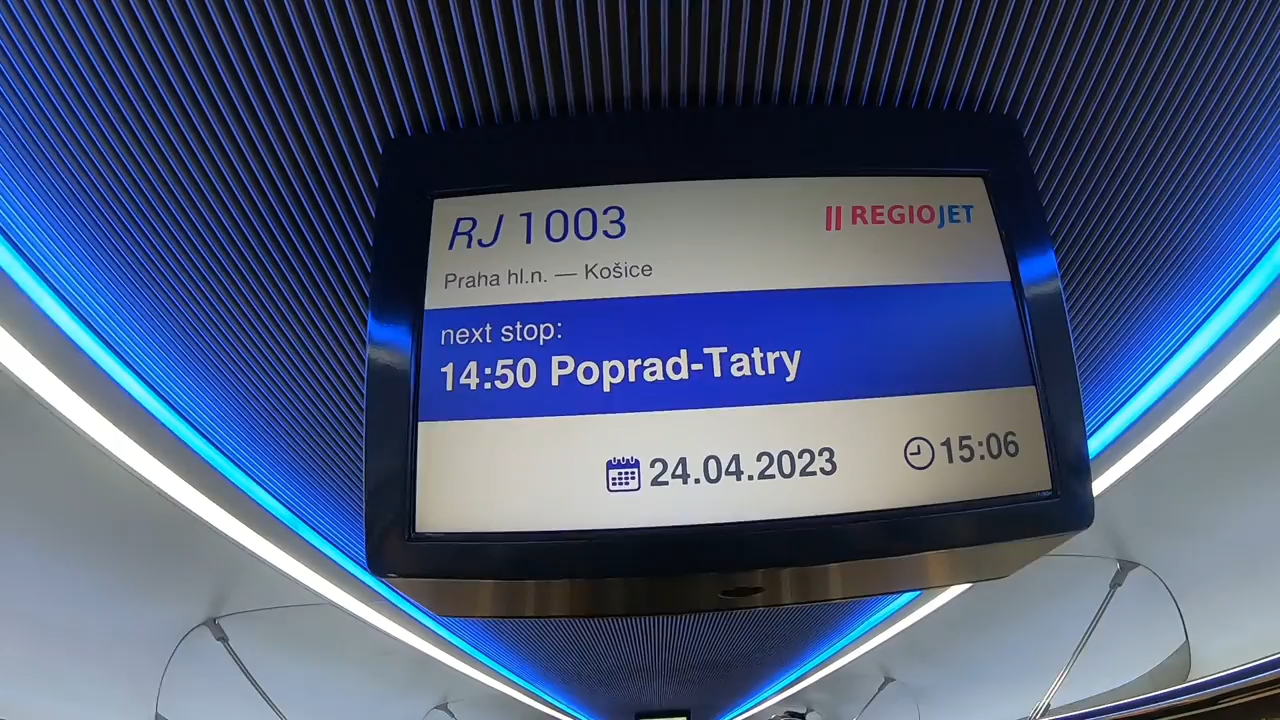 RJ 1003
REGIOJET
Praha hl.n. — Košice
next stop:
14:50 Poprad-Tatry
24.04.2023
15:06